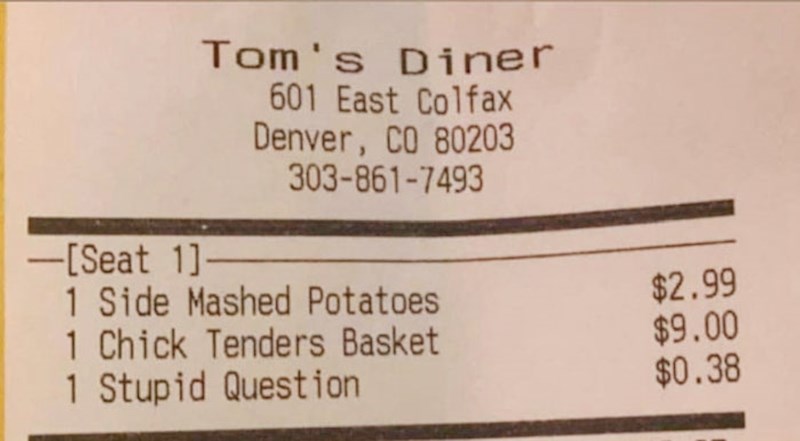 Tom's Diner
601 East Colfax
Denver, CO 80203
303-861-7493
[Seat 1]
1 Side Mashed Potatoes $2.99
1 Chick Tenders Basket $9.00
1 Stupid Question $0.38